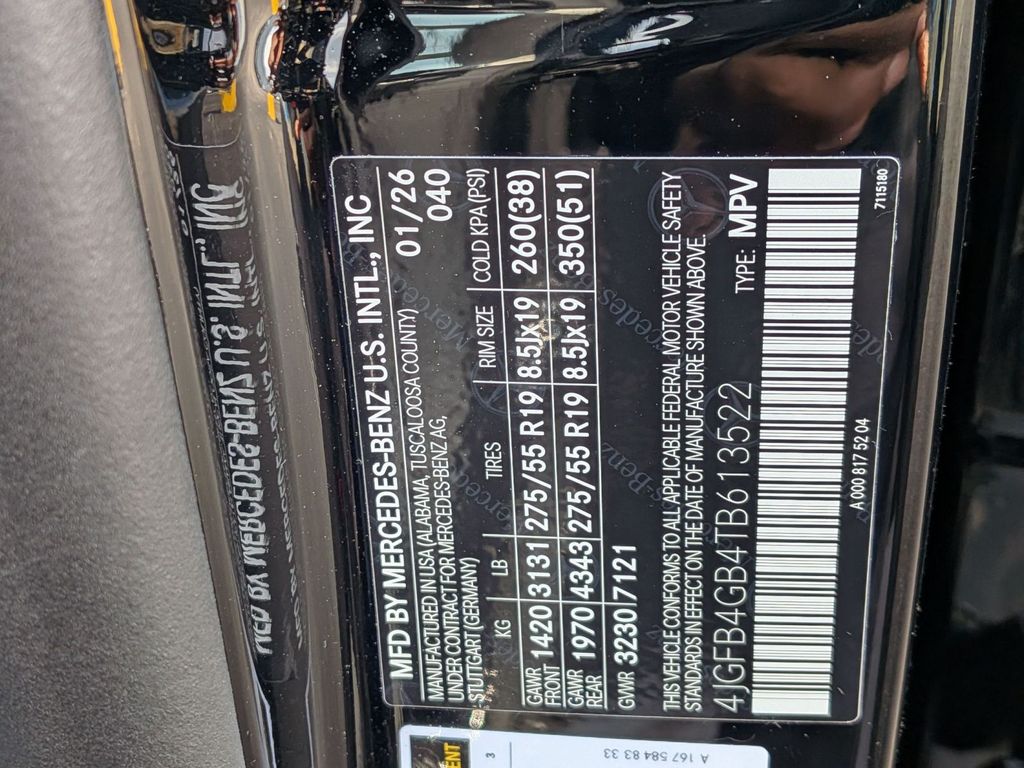 MFD BY MERCEDES-BENZ U.S. INTL., INC
MANUFACTURED IN USA (ALABAMA, TUSCALOOSA COUNTY) 01/26
UNDER CONTRACT FOR MERCEDES-BENZ AG, 040
STUTTGART (GERMANY)
KG LB TIRES RIM SIZE COLD KPA (PSI)
GAWR FRONT 1420 3131 275/55 R19 8.5Jx19 260(38)
GAWR REAR 1970 4343 275/55 R19 8.5Jx19 350(51)
GVWR 3230 7121
THIS VEHICLE CONFORMS TO ALL APPLICABLE FEDERAL MOTOR VEHICLE SAFETY
STANDARDS IN EFFECT ON THE DATE OF MANUFACTURE SHOWN ABOVE.
4JGFB4GB4TB613522 TYPE: MPV
A 000 817 52 04 7115180
3
A 167 584 83 33